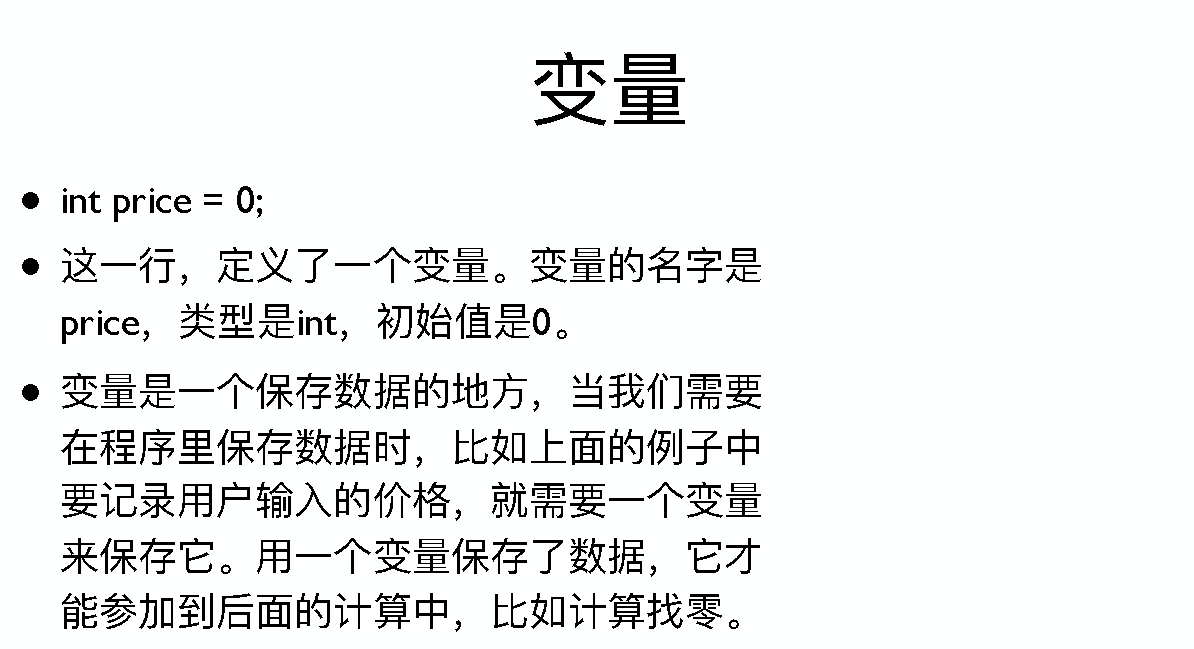 变量
• int price = 0;
• 这一行，定义了一个变量。变量的名字是
price，类型是int，初始值是0。
• 变量是一个保存数据的地方，当我们需要
在程序里保存数据时，比如上面的例子中
要记录用户输入的价格，就需要一个变量
来保存它。用一个变量保存了数据，它才
能参加到后面的计算中，比如计算找零。